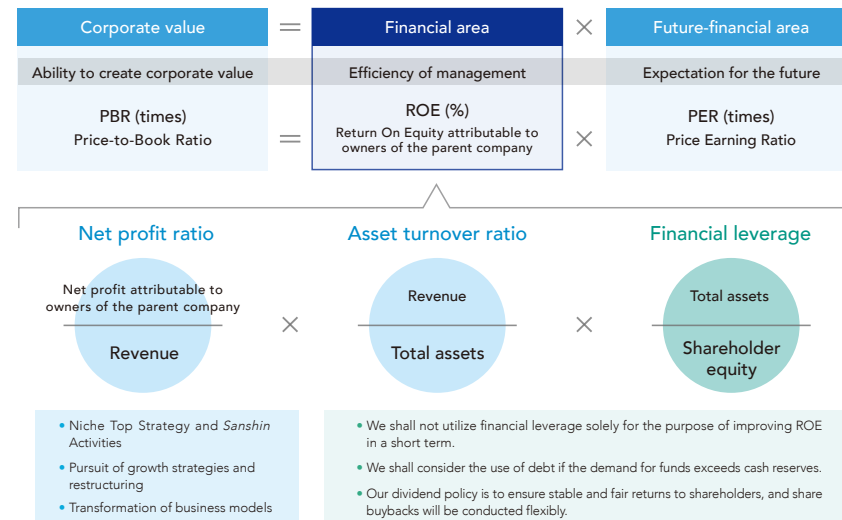 Corporate value = Financial area × Future-financial area
Ability to create corporate value Efficiency of management Expectation for the future
PBR (times)
Price-to-Book Ratio
=
ROE (%)
Return On Equity attributable to
owners of the parent company
×
PER (times)
Price Earning Ratio
Net profit ratio
Net profit attributable to
owners of the parent company
Revenue
×
Asset turnover ratio
Revenue
Total assets
×
Financial leverage
Total assets
Shareholder
equity
• Niche Top Strategy and Sanshin
Activities
• Pursuit of growth strategies and
restructuring
• Transformation of business models
• We shall not utilize financial leverage solely for the purpose of improving ROE
in a short term.
• We shall consider the use of debt if the demand for funds exceeds cash reserves.
• Our dividend policy is to ensure stable and fair returns to shareholders, and share
buybacks will be conducted flexibly.